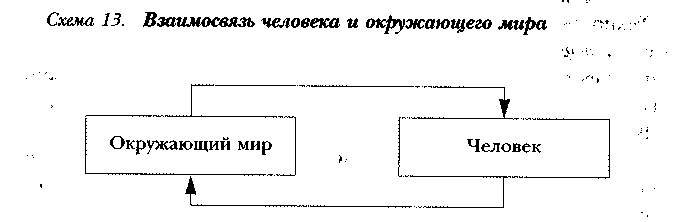 Схема 13. Взаимосвязь человека и окружающего мира
Окружающий мир
Человек